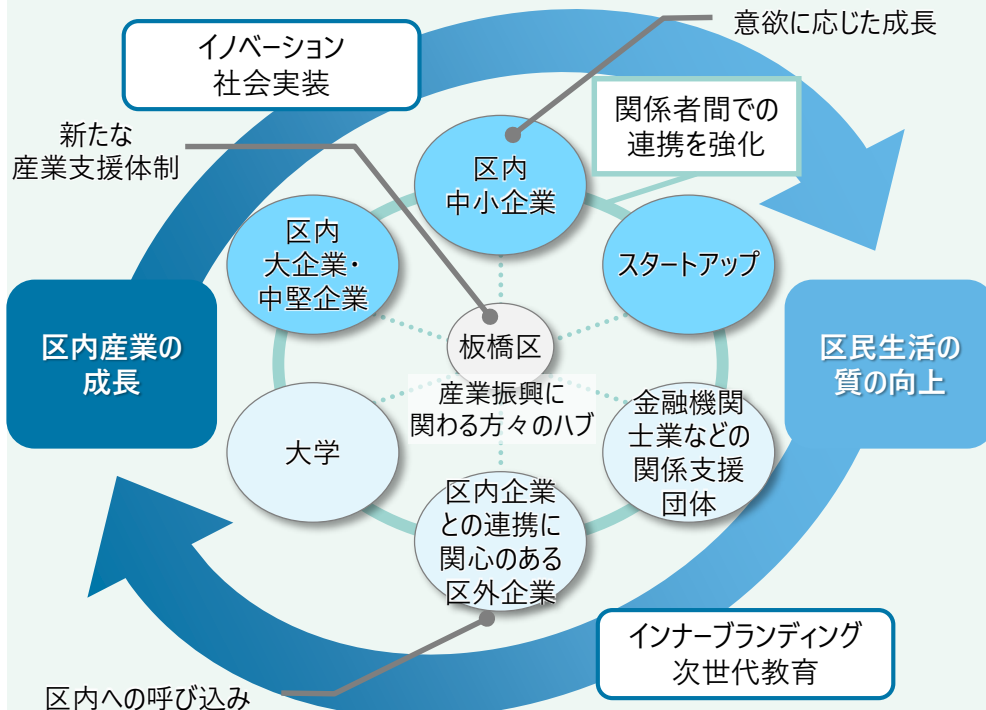 意欲に応じた成長
イノベーション
社会実装
関係者間での
連携を強化
新たな
産業支援体制
区内
中小企業
区内
大企業・
中堅企業
スタートアップ
区内産業の
成長
板橋区
区民生活の
質の向上
産業振興に
関わる方々のハブ
大学
金融機関
士業などの
関係支援
団体
区内企業
との連携に
関心のある
区外企業
インナーブランディング
次世代教育
区内への呼び込み